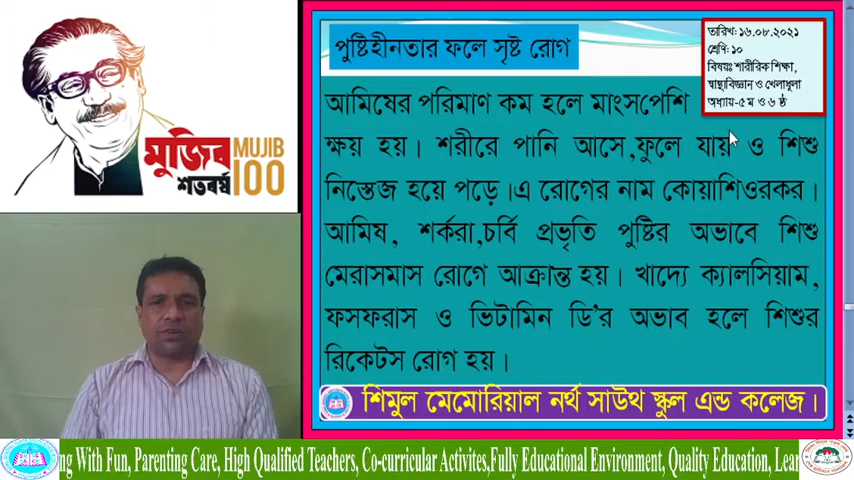 মুজিব
শতবর্ষ
MUJIB
100
পুষ্টিহীনতার ফলে সৃষ্ট রোগ
তারিখ: ১৬.০৮.২০২১
শ্রেণি: ১০
বিষয়ঃ শারীরিক শিক্ষা,
স্বাস্থ্যবিজ্ঞান ও খেলাধুলা
অধ্যায়-৫ ম ও ৬ ষ্ঠ
আমিষের পরিমাণ কম হলে মাংসপেশি
ক্ষয় হয়। শরীরে পানি আসে,ফুলে যায় ও শিশু
নিস্তেজ হয়ে পড়ে।এ রোগের নাম কোয়াশিওরকর।
আমিষ, শর্করা,চর্বি প্রভৃতি পুষ্টির অভাবে শিশু
মেরাসমাস রোগে আক্রান্ত হয়। খাদ্যে ক্যালসিয়াম,
ফসফরাস ও ভিটামিন ডি'র অভাব হলে শিশুর
রিকেটস রোগ হয়।
শিমুল মেমোরিয়াল নর্থ সাউথ স্কুল এন্ড কলেজ।
With Fun, Parenting Care, High Qualified Teachers, Co-curricular Activites,Fully Educational Environment, Quality Education,